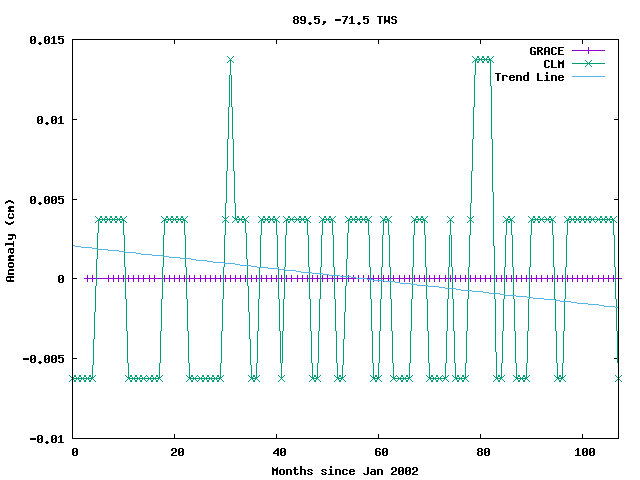 89.5, -71.5 TWS
GRACE
CLM
Trend Line
0.015
0.01
0.005
0
-0.005
-0.01
Anomaly (cm)
0 20 40 60 80 100
Months since Jan 2002